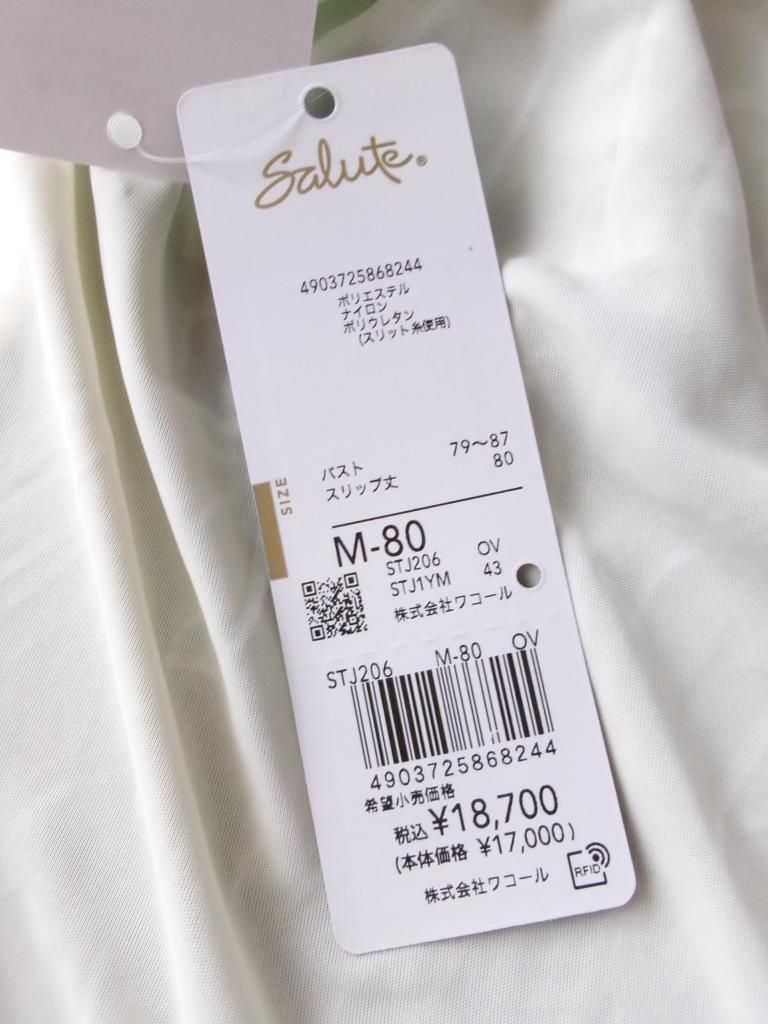 Salute®
4903725868244
ポリエステル
ナイロン
ポリウレタン
(スリット糸使用)
SIZE
バスト 79〜87
スリップ丈 80
M-80
STJ206 OV
STJ1YM 43
株式会社ワコール
STJ206 M-80 OV
4903725868244
希望小売価格
税込 ¥18,700
(本体価格 ¥17,000)
株式会社ワコール
RFID